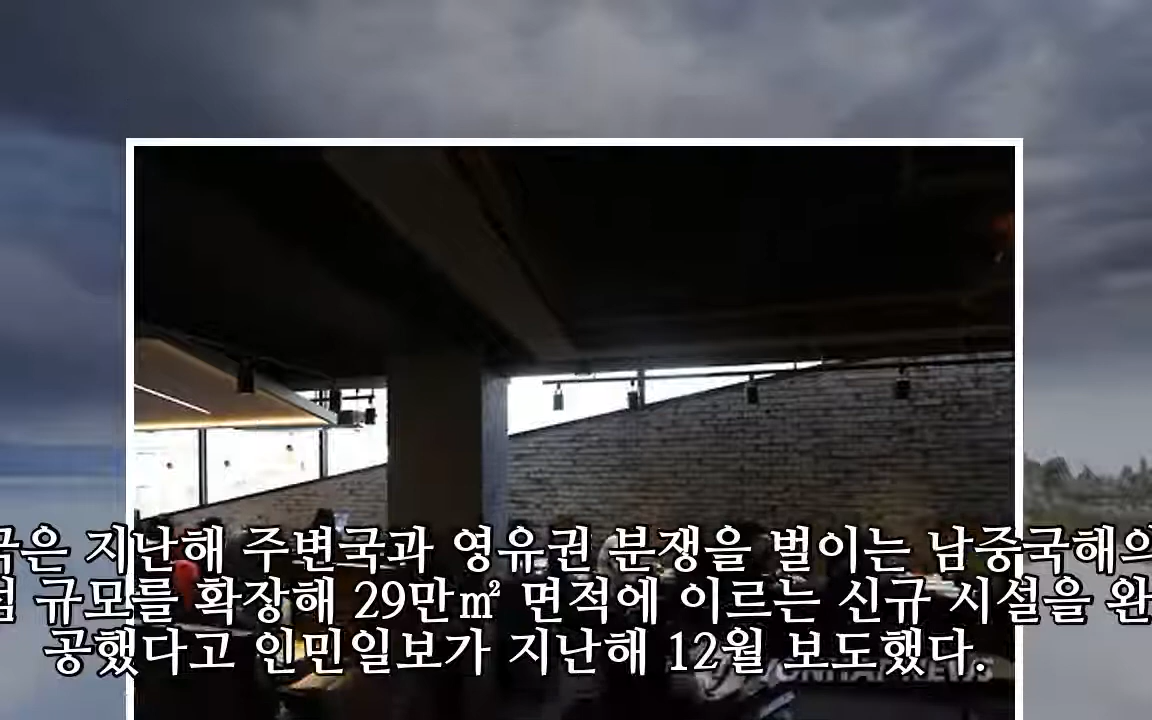 국은 지난해 주변국과 영유권 분쟁을 벌이는 남중국해의
규모를 확장해 29만㎡ 면적에 이르는 신규 시설을 완
공했다고 인민일보가 지난해 12월 보도했다.
YONHAP NEWS